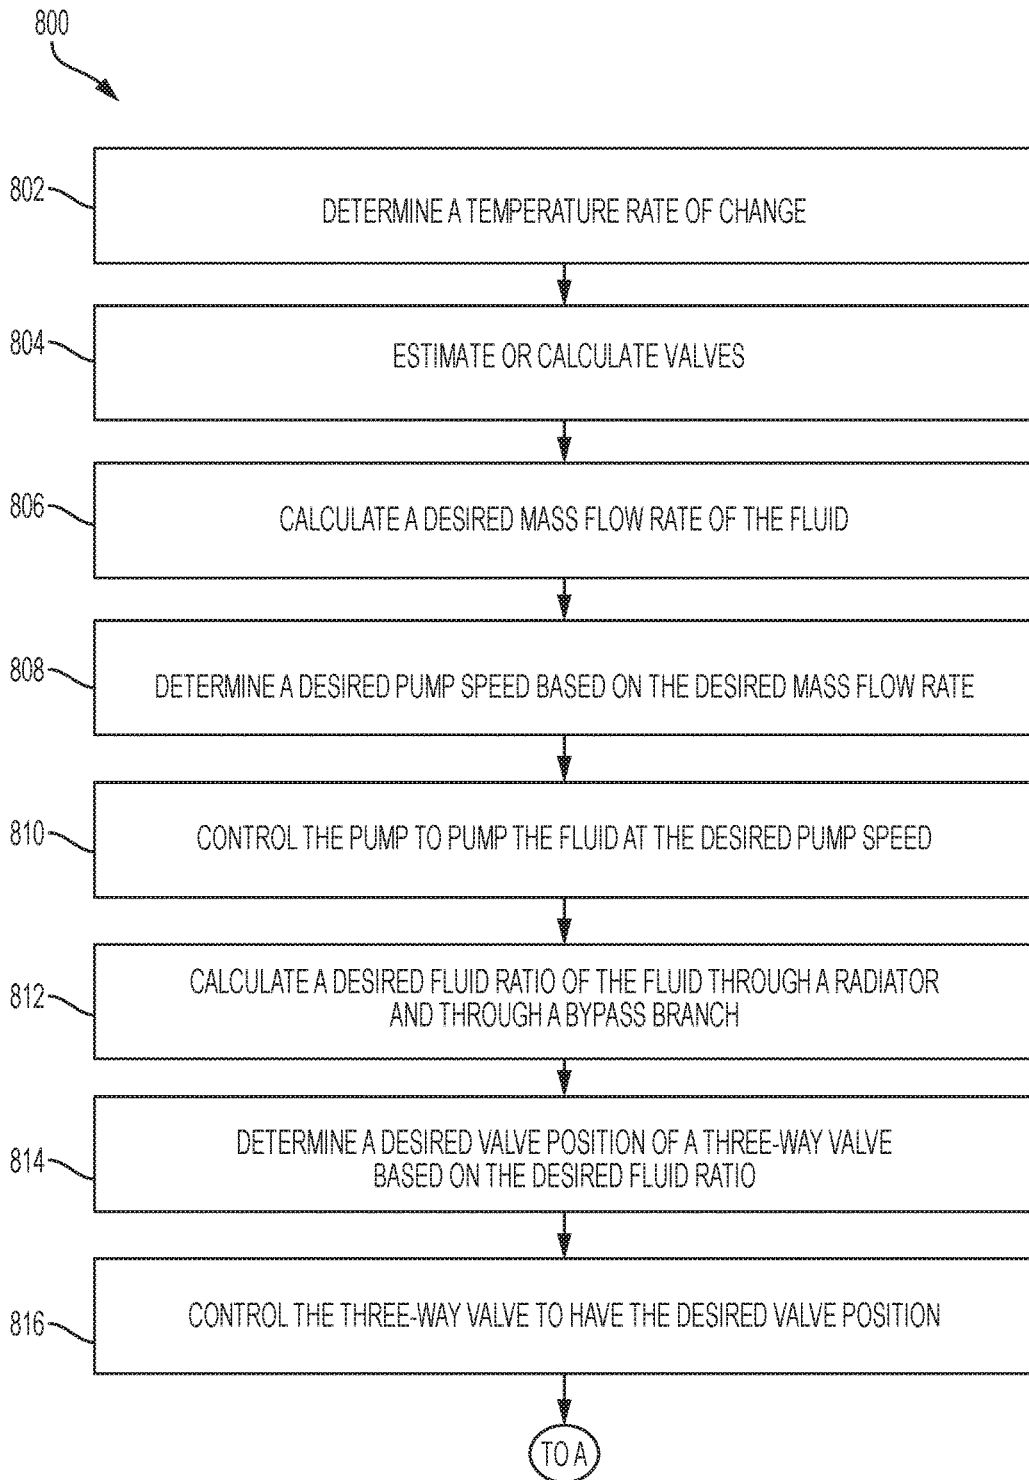 800
802
DETERMINE A TEMPERATURE RATE OF CHANGE
804
ESTIMATE OR CALCULATE VALVES
806
CALCULATE A DESIRED MASS FLOW RATE OF THE FLUID
808
DETERMINE A DESIRED PUMP SPEED BASED ON THE DESIRED MASS FLOW RATE
810
CONTROL THE PUMP TO PUMP THE FLUID AT THE DESIRED PUMP SPEED
812
CALCULATE A DESIRED FLUID RATIO OF THE FLUID THROUGH A RADIATOR
AND THROUGH A BYPASS BRANCH
814
DETERMINE A DESIRED VALVE POSITION OF A THREE-WAY VALVE
BASED ON THE DESIRED FLUID RATIO
816
CONTROL THE THREE-WAY VALVE TO HAVE THE DESIRED VALVE POSITION
TO A